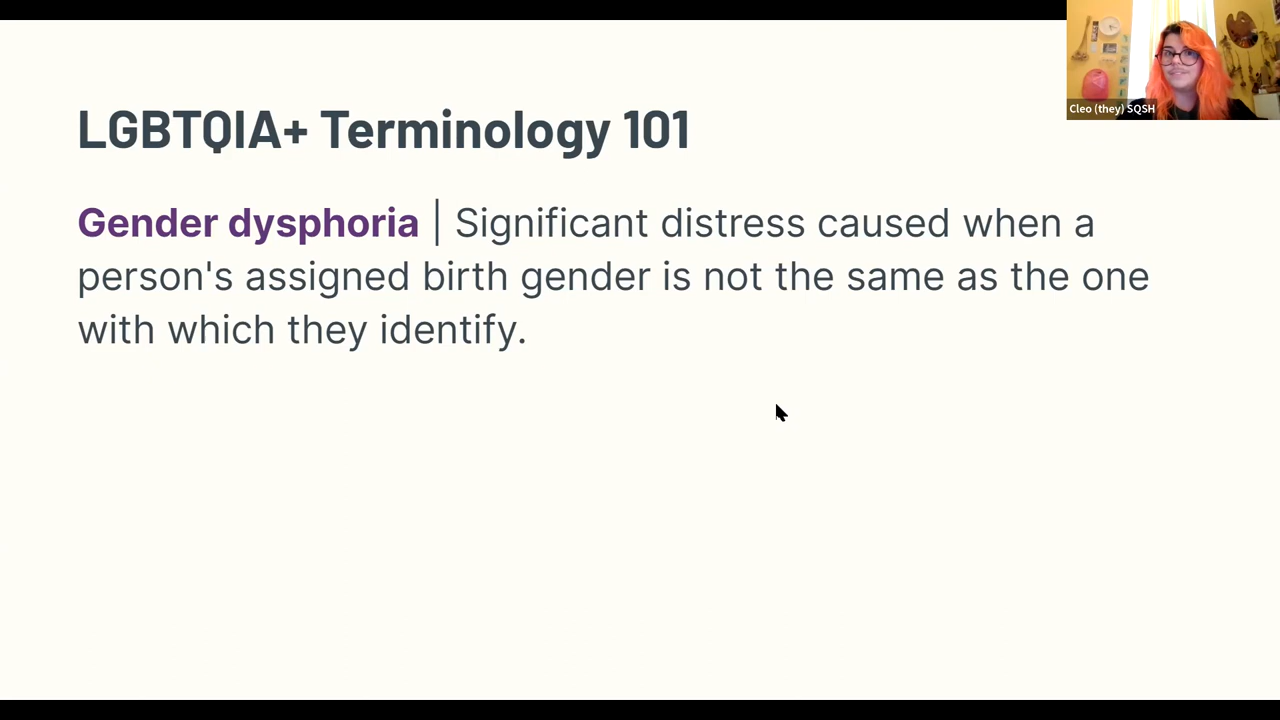 LGBTQIA+ Terminology 101
Gender dysphoria | Significant distress caused when a
person's assigned birth gender is not the same as the one
with which they identify.
Cleo (they) SQSH